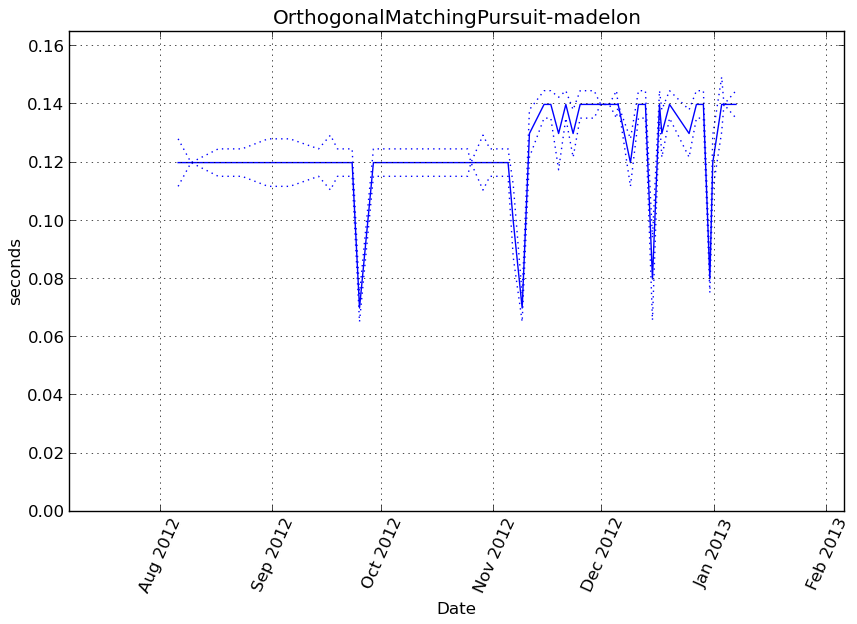 OrthogonalMatchingPursuit-madelon
0.16
0.14
0.12
0.10
0.08
0.06
0.04
0.02
0.00
seconds
Aug 2012
Sep 2012
Oct 2012
Nov 2012
Dec 2012
Jan 2013
Feb 2013
Date